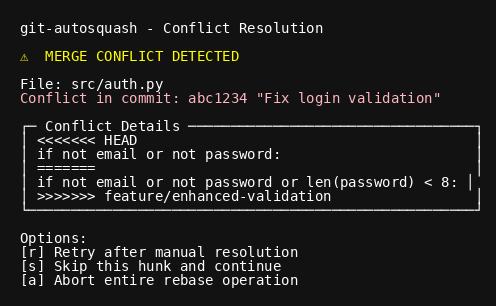 git-autosquash - Conflict Resolution
⚠ MERGE CONFLICT DETECTED
File: src/auth.py
Conflict in commit: abc1234 "Fix login validation"
Conflict Details
<<<<<<< HEAD
if not email or not password:
=======
if not email or not password or len(password) < 8:
>>>>>>> feature/enhanced-validation
Options:
[r] Retry after manual resolution
[s] Skip this hunk and continue
[a] Abort entire rebase operation